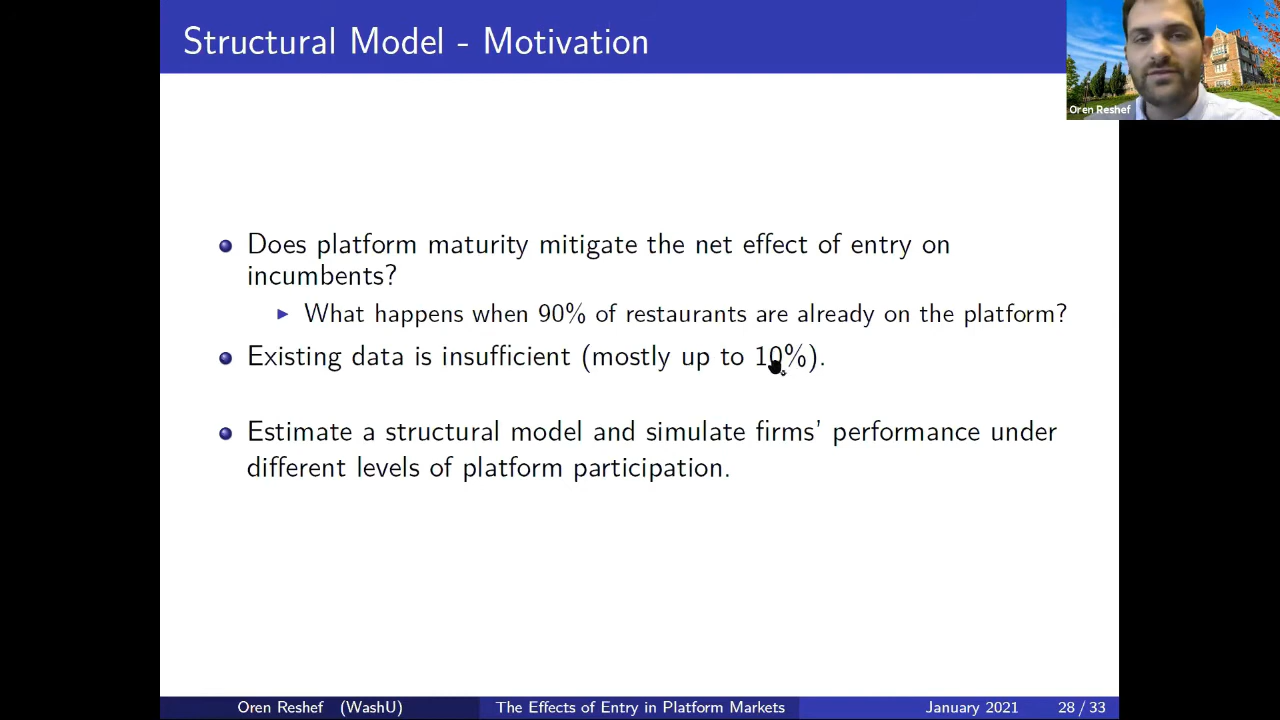 Structural Model - Motivation
Oren Reshef
Does platform maturity mitigate the net effect of entry on
incumbents?
What happens when 90% of restaurants are already on the platform?
Existing data is insufficient (mostly up to 10%).
Estimate a structural model and simulate firms' performance under
different levels of platform participation.
Oren Reshef (WashU) The Effects of Entry in Platform Markets January 2021 28 / 33